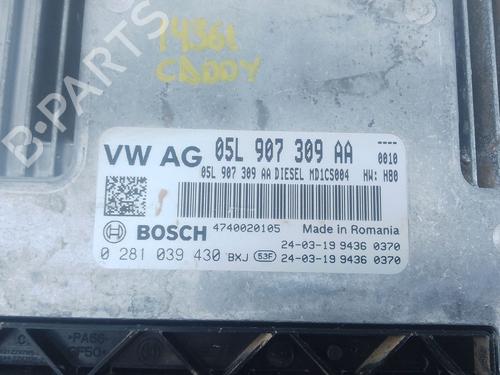 14366
CADDY
B-PARTS
VW AG 05L 907 309 AA 0010
05L 907 309 AA DIESEL MD1CS004 HW: H80
BOSCH 4740020105 Made in Romania
24-03-19 9436 0370
0 281 039 430 BXJ 53F 24-03-19 9436 0370
PA66